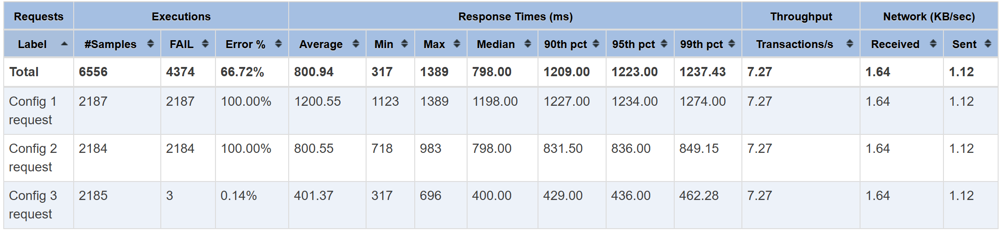 Requests Executions Response Times (ms) Throughput Network (KB/sec)
Label #Samples FAIL Error % Average Min Max Median 90th pct 95th pct 99th pct Transactions/s Received Sent
Total 6556 4374 66.72% 800.94 317 1389 798.00 1209.00 1223.00 1237.43 7.27 1.64 1.12
Config 1 2187 2187 100.00% 1200.55 1123 1389 1198.00 1227.00 1234.00 1274.00 7.27 1.64 1.12
request
Config 2 2184 2184 100.00% 800.55 718 983 798.00 831.50 836.00 849.15 7.27 1.64 1.12
request
Config 3 2185 3 0.14% 401.37 317 696 400.00 429.00 436.00 462.28 7.27 1.64 1.12
request